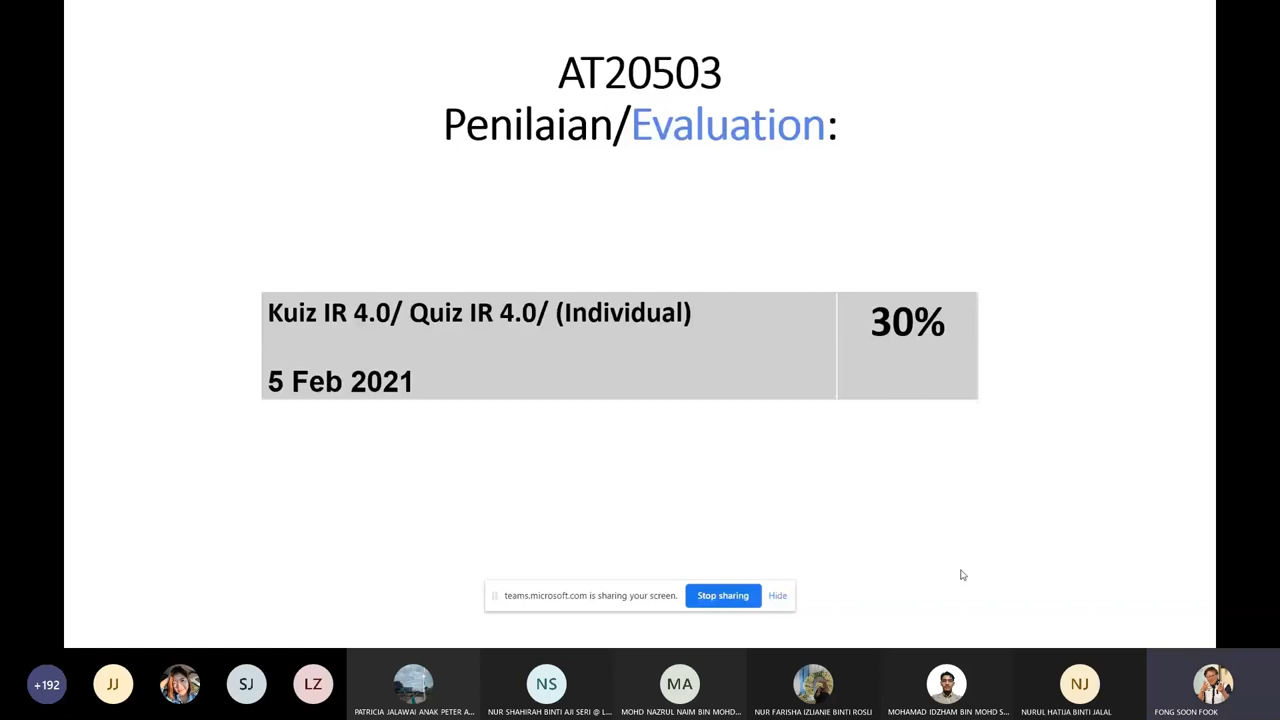 AT20503
Penilaian/Evaluation:
Kuiz IR 4.0/ Quiz IR 4.0/ (Individual)
30%
5 Feb 2021
teams.microsoft.com is sharing your screen.
Stop sharing
Hide
+192
JJ
SJ
LZ
NS
MA
NJ
PATRICIA JALAWAI ANAK PETER A...
NUR SHAHIRAH BINTI AJI SERI @ L...
MOHD NAZRUL NAIM BIN MOHD...
NUR FARISHA IZLIANIE BINTI ROSLI
MOHAMAD IDZHAM BIN MOHD S...
NURUL HATIJA BINTI JALAL
FONG SOON FOOK